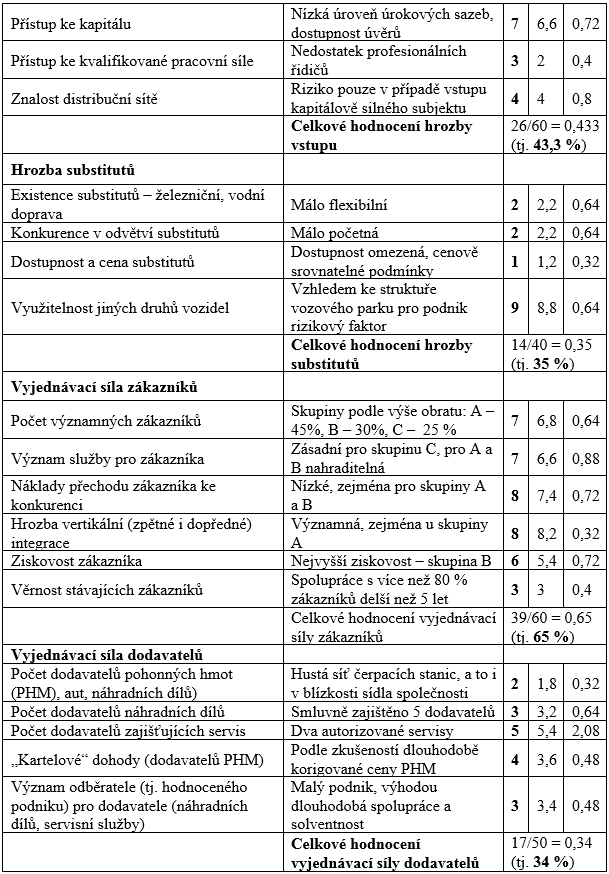 Přístup ke kapitálu Nízká úroveň úrokových sazeb, 7 6,6 0,72
dostupnost úvěrů
Přístup ke kvalifikované pracovní síle Nedostatek profesionálních 3 2 0,4
řidičů
Znalost distribuční sítě Riziko pouze v případě vstupu 4 4 0,8
kapitálově silného subjektu
Celkové hodnocení hrozby 26/60 = 0,433
vstupu (tj. 43,3 %)
Hrozba substitutů
Existence substitutů – železniční, vodní Málo flexibilní 2 2,2 0,64
doprava
Konkurence v odvětví substitutů Málo početná 2 2,2 0,64
Dostupnost a cena substitutů Dostupnost omezená, cenově 1 1,2 0,32
srovnatelné podmínky
Využitelnost jiných druhů vozidel Vzhledem ke struktuře 9 8,8 0,64
vozového parku pro podnik
rizikový faktor
Celkové hodnocení hrozby 14/40 = 0,35
substitutů (tj. 35 %)
Vyjednávací síla zákazníků
Počet významných zákazníků Skupiny podle výše obratu: A – 7 6,8 0,64
45%, B – 30%, C – 25 %
Význam služby pro zákazníka Zásadní pro skupinu C, pro A a 7 6,6 0,88
B nahraditelná
Náklady přechodu zákazníka ke Nízké, zejména pro skupiny A 8 7,4 0,72
konkurenci a B
Hrozba vertikální (zpětné i dopředné) Významná, zejména u skupiny 8 8,2 0,32
integrace A
Ziskovost zákazníka Nejvyšší ziskovost – skupina B 6 5,4 0,72
Věrnost stávajících zákazníků Spolupráce s více než 80 % 3 3 0,4
zákazníků delší než 5 let
Celkové hodnocení vyjednávací 39/60 = 0,65
síly zákazníků (tj. 65 %)
Vyjednávací síla dodavatelů
Počet dodavatelů pohonných hmot Hustá síť čerpacích stanic, a to i 2 1,8 0,32
(PHM), aut, náhradních dílů) v blízkosti sídla společnosti
Počet dodavatelů náhradních dílů Smluvně zajištěno 5 dodavatelů 3 3,2 0,64
Počet dodavatelů zajišťujících servis Dva autorizované servisy 5 5,4 2,08
„Kartelové“ dohody (dodavatelů PHM) Podle zkušeností dlouhodobě 4 3,6 0,48
korigované ceny PHM
Význam odběratele (tj. hodnoceného Malý podnik, výhodou 3 3,4 0,48
podniku) pro dodavatele (náhradních dlouhodobá spolupráce a
dílů, servisní služby) solventnost
Celkové hodnocení 17/50 = 0,34
vyjednávací síly dodavatelů (tj. 34 %)